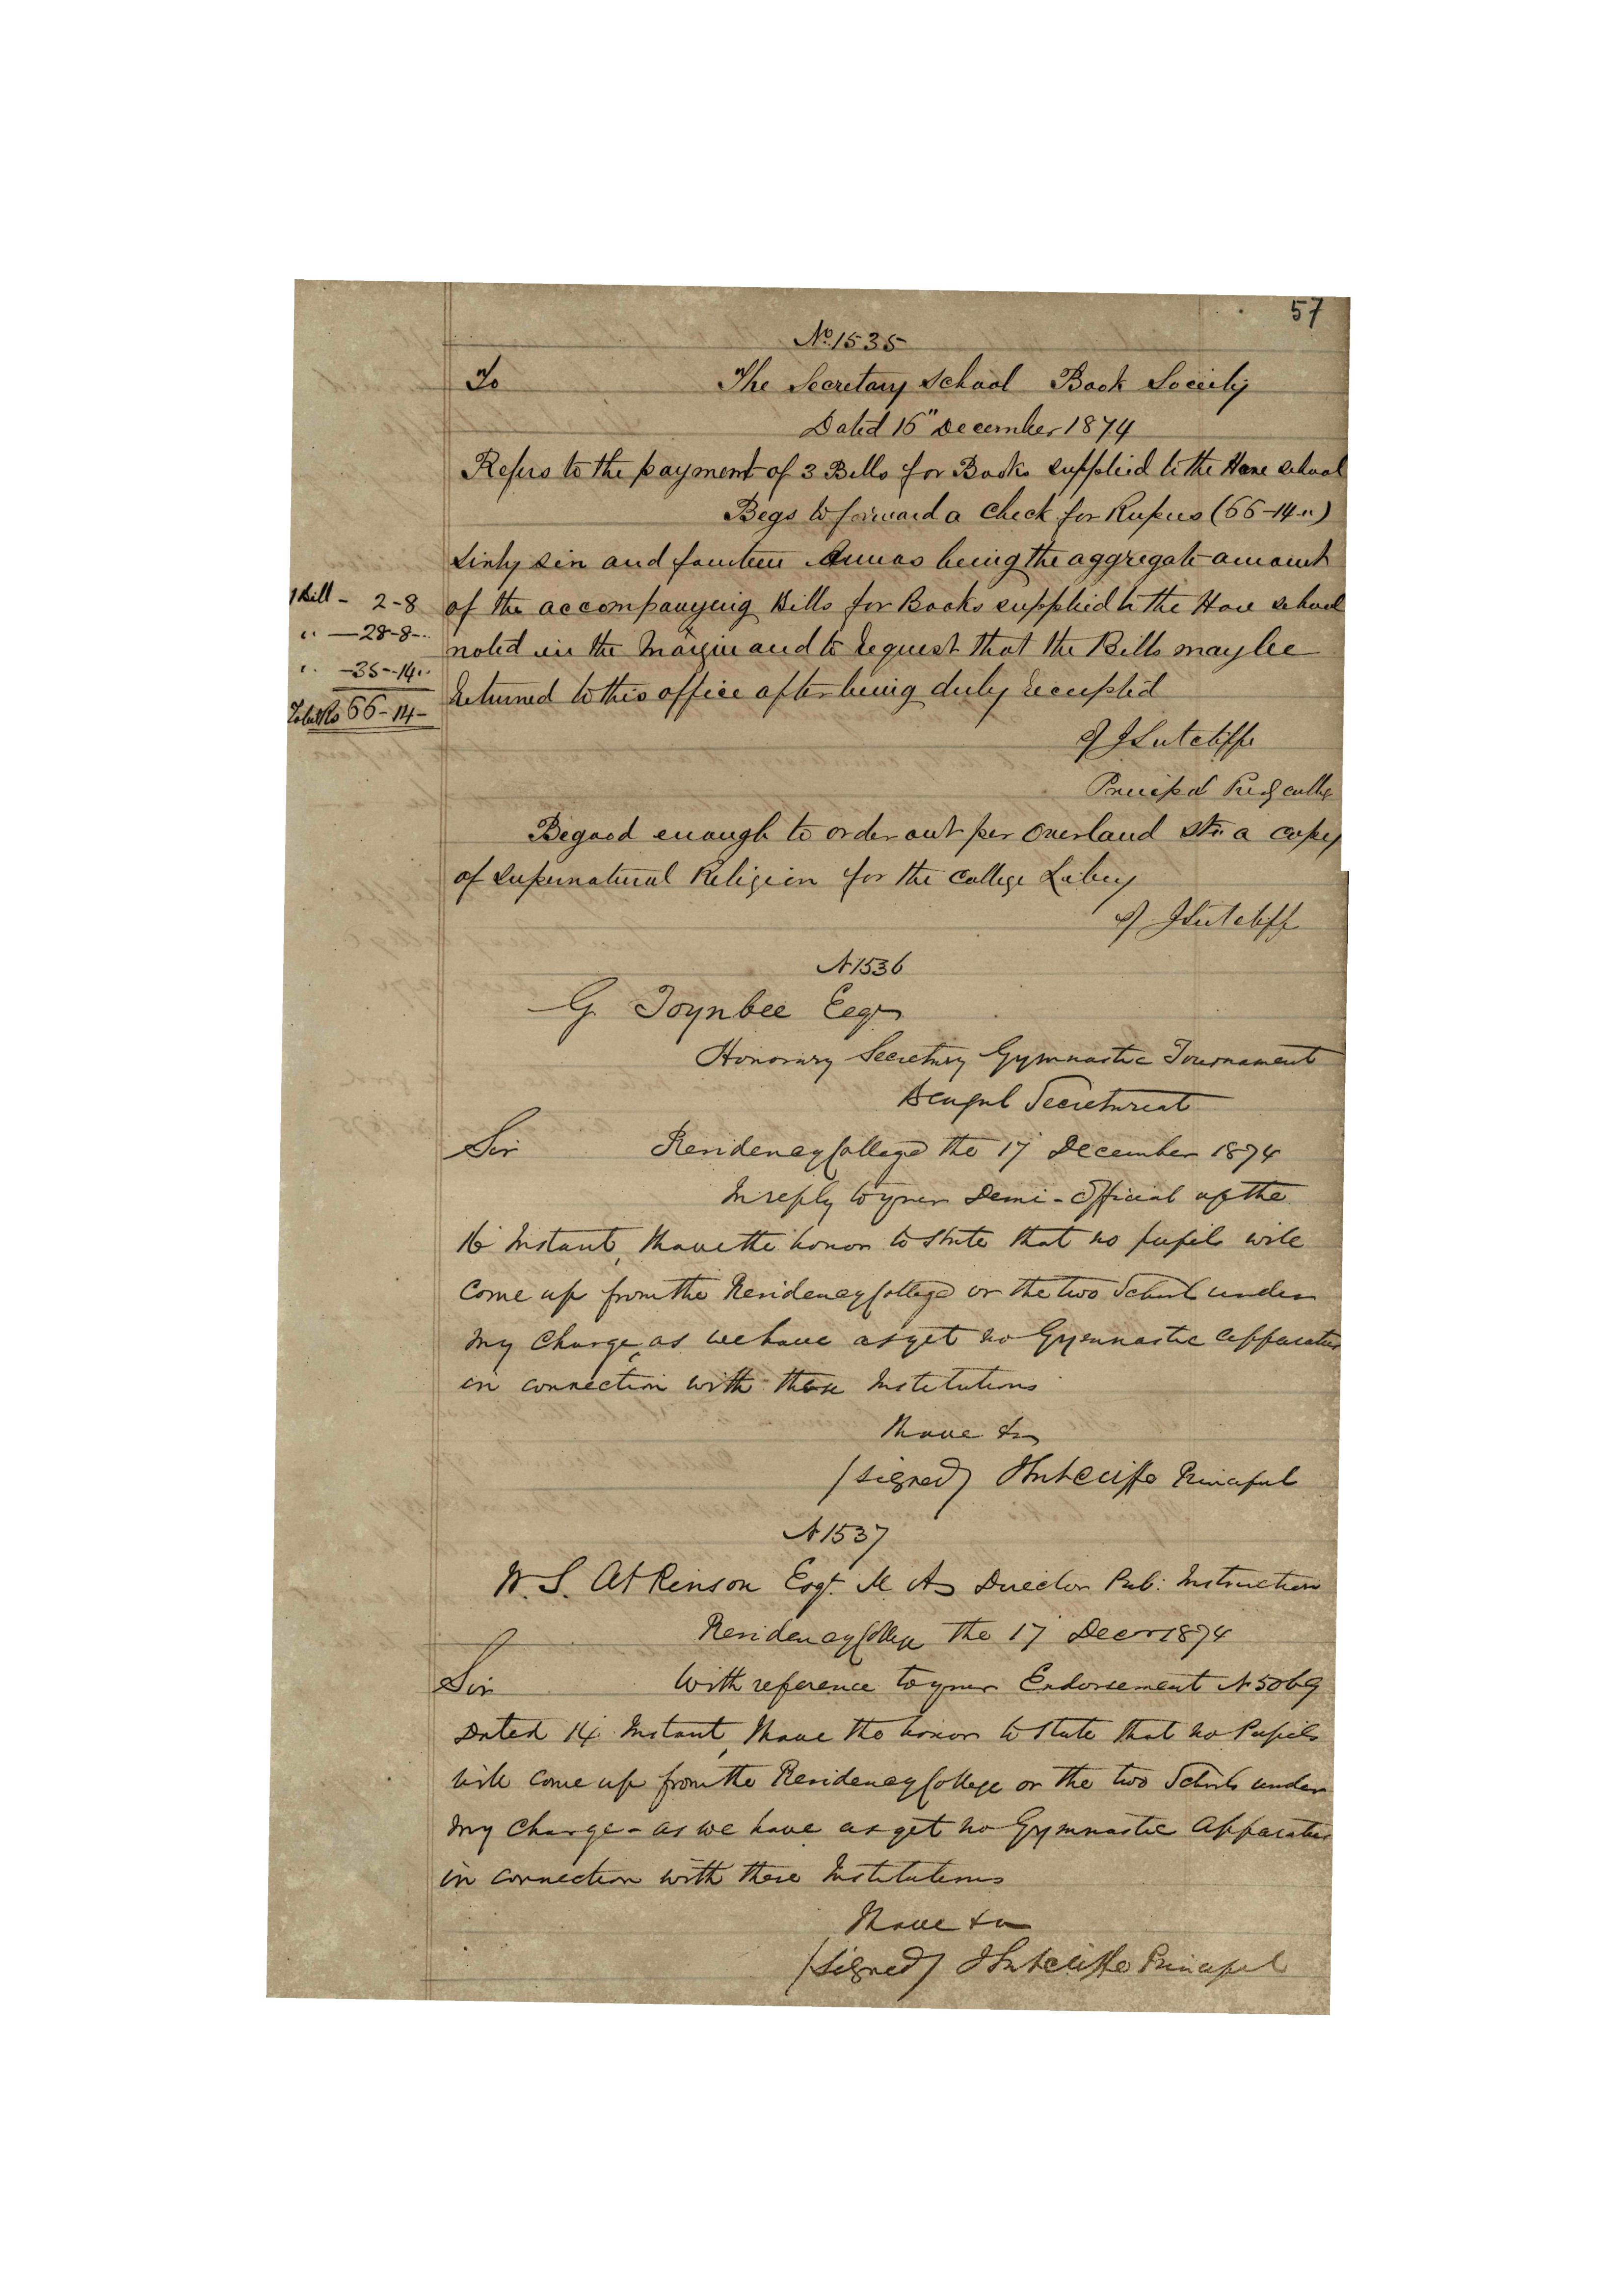 57
No. 1535
To The Secretary School Book Society
Dated 16" December 1874
Refers to the payment of 3 Bills for Books supplied to the Hare school
Begs to forward a check for Rupees (66-14-")
Sixty six and fourteen Annas being the aggregate amount
1 Bill - 2-8
of the accompanying Bills for Books supplied to the Hare school
" — 28-8-"
noted in the Margin and to request that the Bills may be
" - 35-14"
returned to this office after being duly receipted
Total Rs 66-14-
Sd/ J Sutcliffe
Principal
Be good enough to order out per Overland a copy
of Supernatural Religion for the College Libry
Sd/ J Sutcliff
No 1536
G. Toynbee Esqr
Honorary Secretary Gymnastic Tournament
Bengal Secretariat
Sir Presidency College the 17 December 1874
In reply to your Demi-Official of the
16 Instant, I have the honor to state that no pupils will
come up from the Presidency College or the two Schools under
my charge, as we have as yet no Gymnastic apparatus
in connection with these Institutions
I have &c
(signed) J Sutcliffe Principal
No 1537
W. S. Atkinson Esqr. M A Director Pub: Instruction
Presidency College the 17 Decr 1874
Sir With reference to your Endorsement No 5069
Dated 14 Instant, I have the honor to state that no Pupils
will come up from the Presidency College or the two Schools under
my charge - as we have as yet no Gymnastic Apparatus
in connection with these Institutions
I have &c
(signed) J Sutcliffe Principal